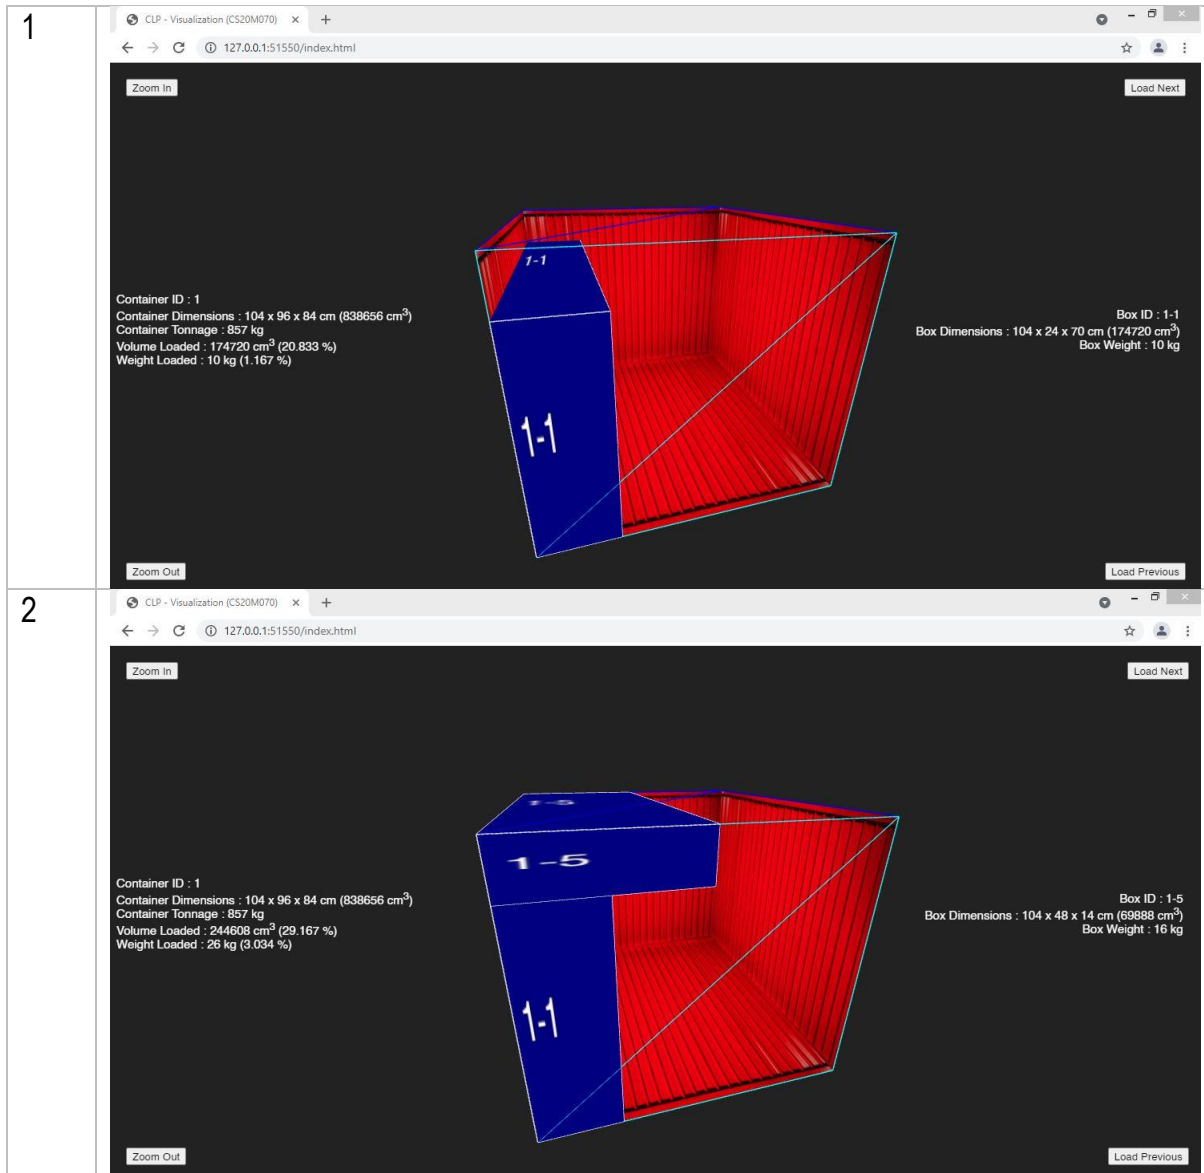 1
CLP - Visualization (CS20M070) × +
127.0.0.1:51550/index.html
Zoom In
Load Next
1-1
Container ID : 1
Container Dimensions : 104 x 96 x 84 cm (838656 cm³)
Container Tonnage : 857 kg
Volume Loaded : 174720 cm³ (20.833 %)
Weight Loaded : 10 kg (1.167 %)
Box ID : 1-1
Box Dimensions : 104 x 24 x 70 cm (174720 cm³)
Box Weight : 10 kg
1-1
Zoom Out
Load Previous
2
CLP - Visualization (CS20M070) × +
127.0.0.1:51550/index.html
Zoom In
Load Next
1-5
1-5
Container ID : 1
Container Dimensions : 104 x 96 x 84 cm (838656 cm³)
Container Tonnage : 857 kg
Volume Loaded : 244608 cm³ (29.167 %)
Weight Loaded : 26 kg (3.034 %)
Box ID : 1-5
Box Dimensions : 104 x 48 x 14 cm (69888 cm³)
Box Weight : 16 kg
1-1
Zoom Out
Load Previous